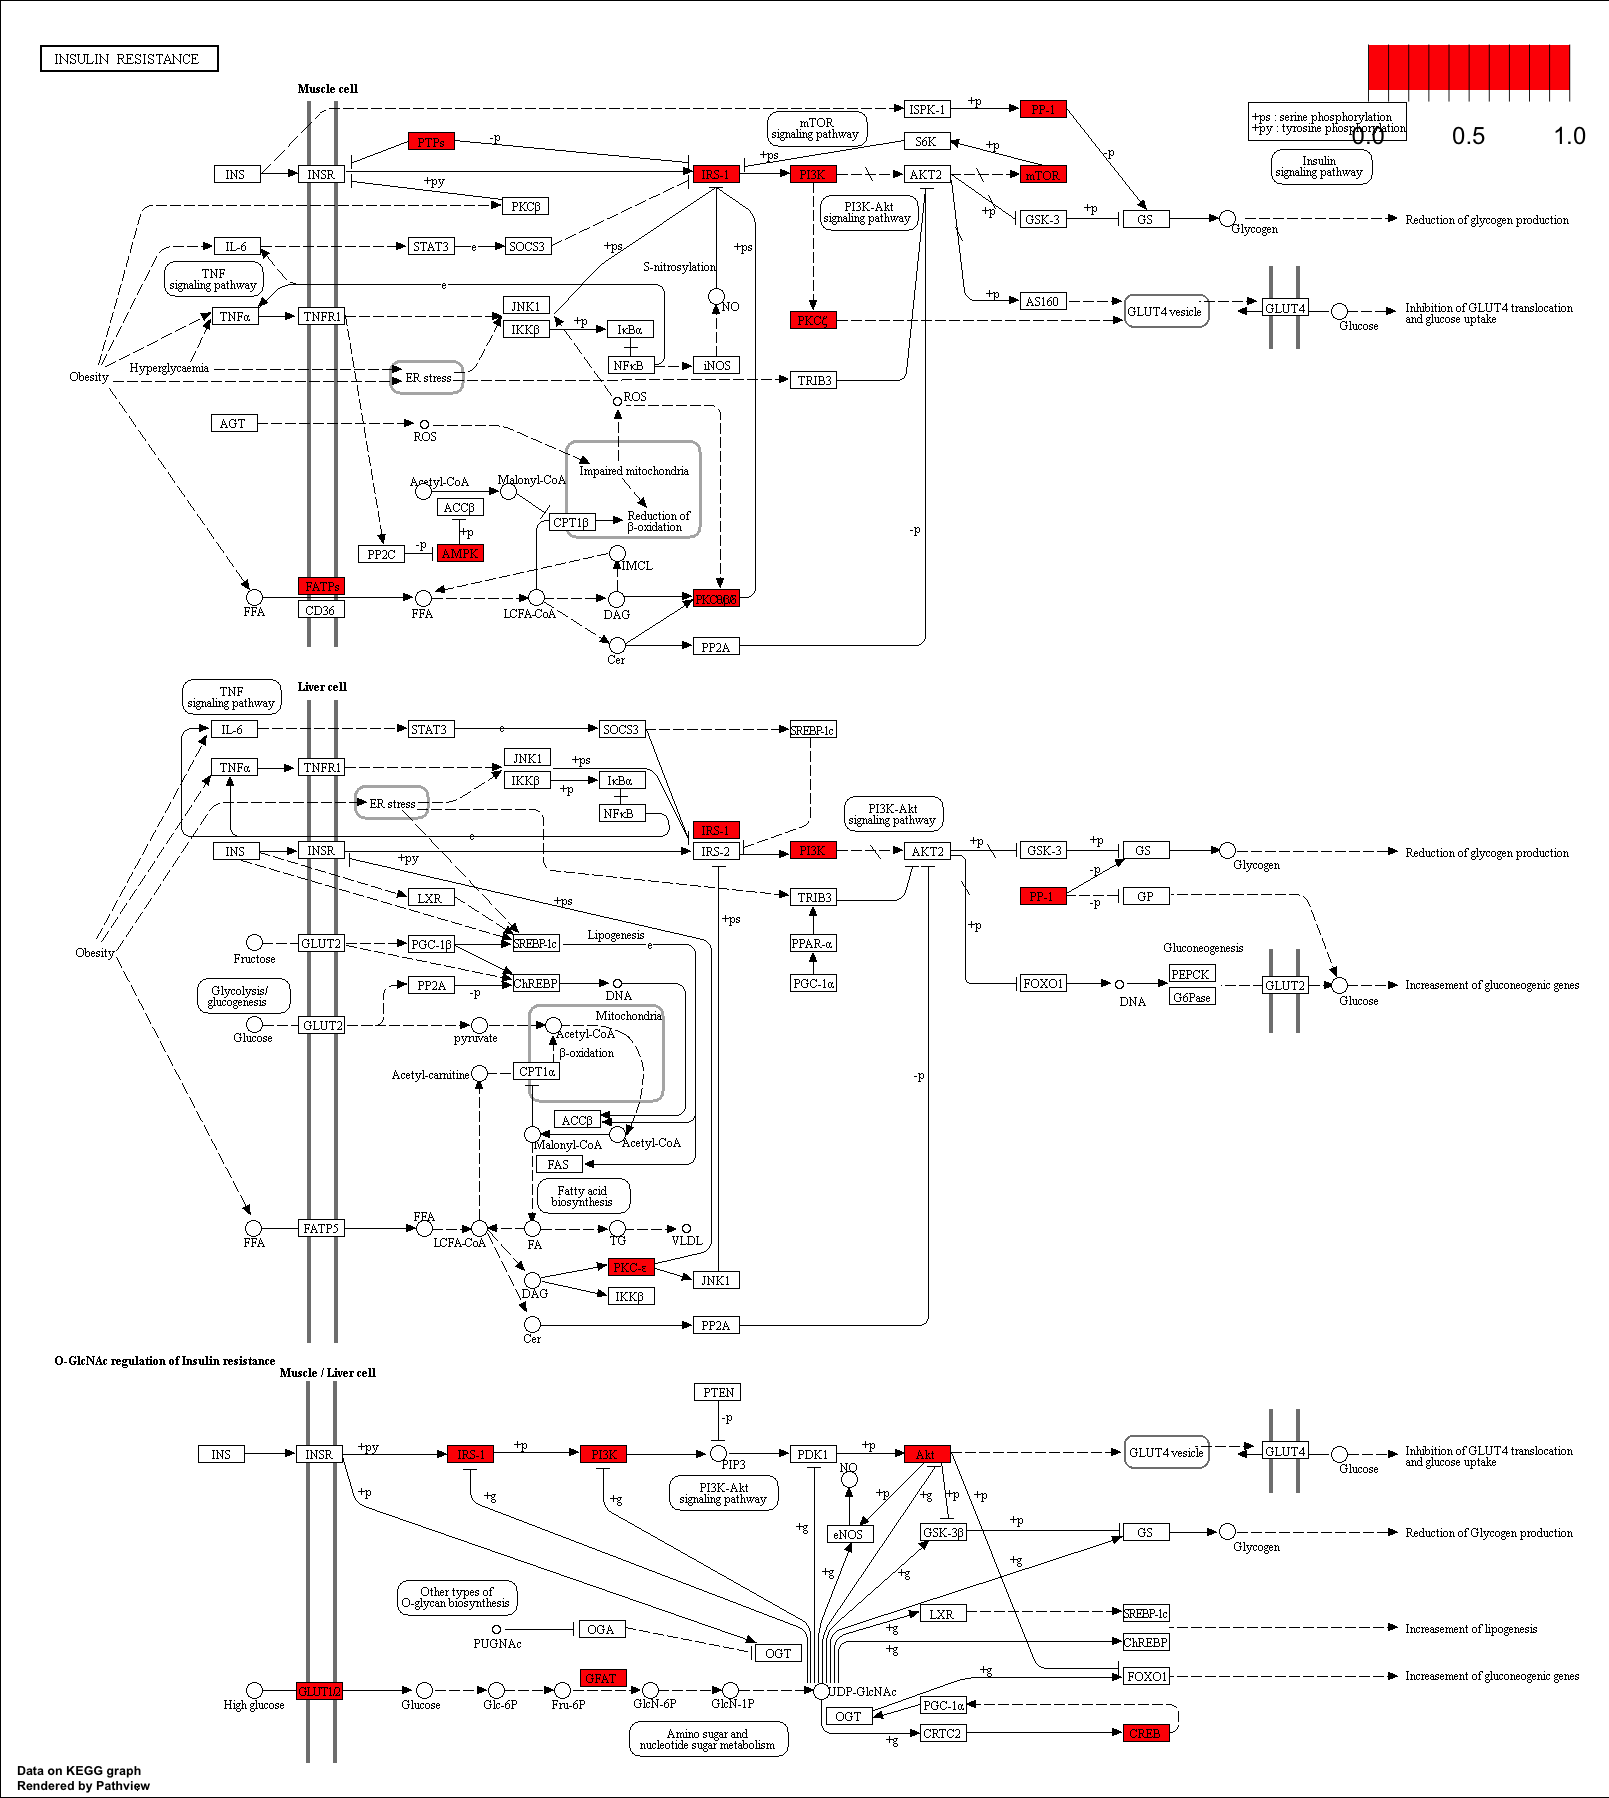 INSULIN RESISTANCE
0.0
0.5
1.0
+ps : serine phosphorylation
+py : tyrosine phosphorylation
Insulin
signaling pathway
Muscle cell
mTOR
signaling pathway
ISPK-1
+p
PP-1
PTPs
-p
S6K
+ps
+p
-p
INS
INSR
IRS-1
PI3K
AKT2
mTOR
+py
PKCβ
PI3K-Akt
signaling pathway
+p
GSK-3
+p
GS
Glycogen
Reduction of glycogen production
IL-6
STAT3
e
SOCS3
+ps
+ps
TNF
signaling pathway
S-nitrosylation
e
NO
+p
AS160
GLUT4 vesicle
GLUT4
Glucose
Inhibition of GLUT4 translocation
and glucose uptake
TNFα
TNFR1
JNK1
IKKβ
+p
IκBα
PKCζ
NFκB
iNOS
Hyperglycaemia
Obesity
ER stress
TRIB3
ROS
AGT
ROS
Impaired mitochondria
Acetyl-CoA
Malonyl-CoA
ACCβ
CPT1β
Reduction of
β-oxidation
+p
-p
PP2C
-p
AMPK
IMCL
FATPs
CD36
FFA
FFA
LCFA-CoA
DAG
Cer
PP2A
Liver cell
TNF
signaling pathway
IL-6
STAT3
e
SOCS3
SREBP-1c
TNFα
TNFR1
JNK1
IKKβ
+ps
+p
IκBα
NFκB
ER stress
e
PI3K-Akt
signaling pathway
IRS-1
IRS-2
INS
INSR
+py
PI3K
AKT2
+p
GSK-3
+p
GS
Glycogen
Reduction of glycogen production
-p
PP-1
-p
GP
LXR
+ps
+ps
TRIB3
+p
PPAR-α
PGC-1α
Obesity
Fructose
GLUT2
PGC-1β
SREBP-1c
Lipogenesis
e
Gluconeogenesis
Glycolysis/
glucogenesis
PP2A
-p
ChREBP
DNA
FOXO1
DNA
PEPCK
G6Pase
GLUT2
Glucose
Increasement of gluconeogenic genes
Glucose
GLUT2
pyruvate
Mitochondria
Acetyl-CoA
β-oxidation
Acetyl-carnitine
CPT1α
-p
ACCβ
Malonyl-CoA
Acetyl-CoA
FAS
Fatty acid
biosynthesis
FFA
FATP5
FFA
LCFA-CoA
FA
TG
VLDL
PKC-ε
DAG
JNK1
IKKβ
Cer
PP2A
O-GlcNAc regulation of Insulin resistance
Muscle / Liver cell
PTEN
-p
INS
INSR
+py
IRS-1
+p
PI3K
PIP3
PDK1
+p
Akt
GLUT4 vesicle
GLUT4
Glucose
Inhibition of GLUT4 translocation
and glucose uptake
NO
PI3K-Akt
signaling pathway
+p
+g
+g
+p
+g
+p
+p
+g
eNOS
GSK-3β
+p
GS
Glycogen
Reduction of Glycogen production
+g
+g
+g
Other types of
O-glycan biosynthesis
LXR
SREBP-1c
Increasement of lipogenesis
PUGNAc
OGA
+g
+g
ChREBP
OGT
GFAT
+g
FOXO1
Increasement of gluconeogenic genes
High glucose
GLUT1/2
Glucose
Glc-6P
Fru-6P
GlcN-6P
GlcN-1P
UDP-GlcNAc
PGC-1α
OGT
Amino sugar and
nucleotide sugar metabolism
+g
CRTC2
CREB
Data on KEGG graph
Rendered by Pathview